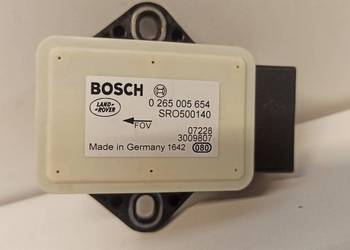 BOSCH
LAND ROVER
0 265 005 654
SRO500140
FOV
07228
3009807
Made in Germany 1642 080